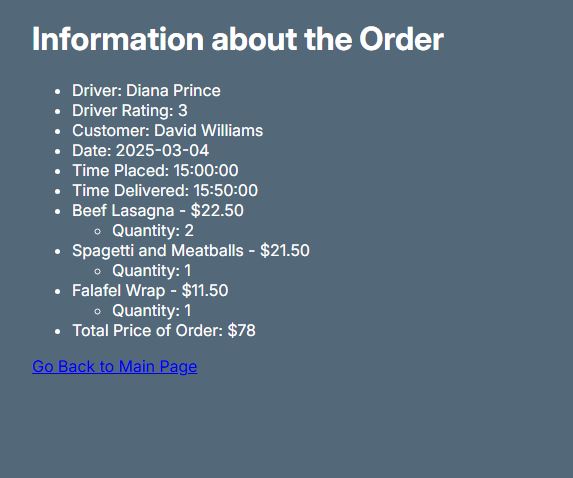 Information about the Order
Driver: Diana Prince
Driver Rating: 3
Customer: David Williams
Date: 2025-03-04
Time Placed: 15:00:00
Time Delivered: 15:50:00
Beef Lasagna - $22.50
Quantity: 2
Spagetti and Meatballs - $21.50
Quantity: 1
Falafel Wrap - $11.50
Quantity: 1
Total Price of Order: $78
Go Back to Main Page